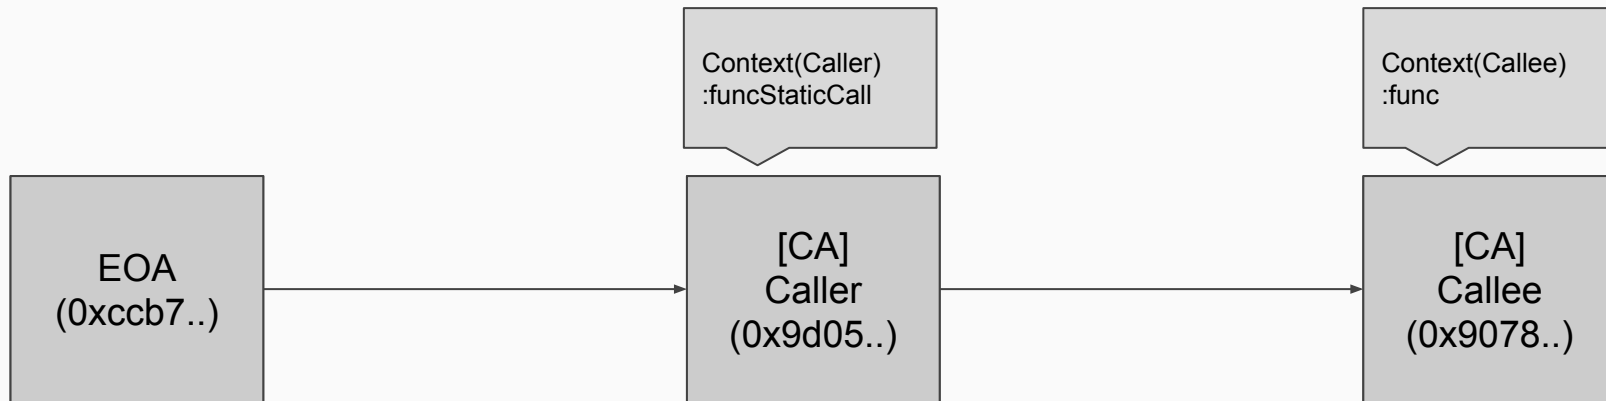 Context(Caller)
:funcStaticCall
Context(Callee)
:func
EOA
(0xccb7..)
[CA]
Caller
(0x9d05..)
[CA]
Callee
(0x9078..)